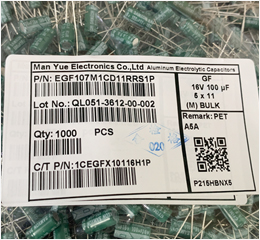 Man Yue Electronics Co.,Ltd Aluminum Electrolytic Capacitors
P/N: EGF107M1CD11RRS1P
GF
16V 100 μF
5 x 11
(M) BULK
Lot No.: QL051-3612-00-002
Remark: PET
A5A
Qty: 1000 PCS
020
C/T P/N:1CEGFX10116H1P
P215HBNX5